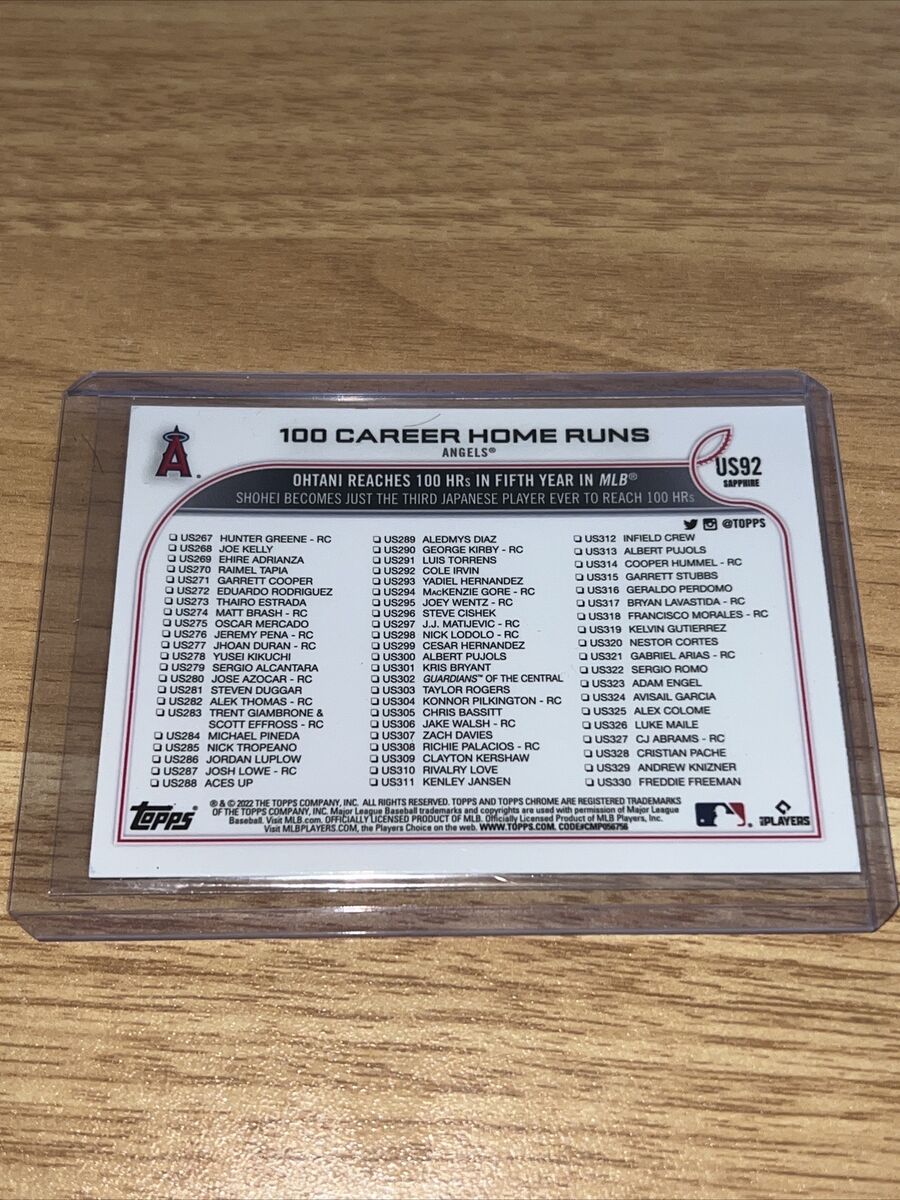 A
100 CAREER HOME RUNS
ANGELS®
US92
SAPPHIRE
OHTANI REACHES 100 HRs IN FIFTH YEAR IN MLB®
SHOHEI BECOMES JUST THE THIRD JAPANESE PLAYER EVER TO REACH 100 HRs
@TOPPS
❑ US267 HUNTER GREENE - RC
❑ US268 JOE KELLY
❑ US269 EHIRE ADRIANZA
❑ US270 RAIMEL TAPIA
❑ US271 GARRETT COOPER
❑ US272 EDUARDO RODRIGUEZ
❑ US273 THAIRO ESTRADA
❑ US274 MATT BRASH - RC
❑ US275 OSCAR MERCADO
❑ US276 JEREMY PENA - RC
❑ US277 JHOAN DURAN - RC
❑ US278 YUSEI KIKUCHI
❑ US279 SERGIO ALCANTARA
❑ US280 JOSE AZOCAR - RC
❑ US281 STEVEN DUGGAR
❑ US282 ALEK THOMAS - RC
❑ US283 TRENT GIAMBRONE &
SCOTT EFFROSS - RC
❑ US284 MICHAEL PINEDA
❑ US285 NICK TROPEANO
❑ US286 JORDAN LUPLOW
❑ US287 JOSH LOWE - RC
❑ US288 ACES UP
❑ US289 ALEDMYS DIAZ
❑ US290 GEORGE KIRBY - RC
❑ US291 LUIS TORRENS
❑ US292 COLE IRVIN
❑ US293 YADIEL HERNANDEZ
❑ US294 MacKENZIE GORE - RC
❑ US295 JOEY WENTZ - RC
❑ US296 STEVE CISHEK
❑ US297 J.J. MATIJEVIC - RC
❑ US298 NICK LODOLO - RC
❑ US299 CESAR HERNANDEZ
❑ US300 ALBERT PUJOLS
❑ US301 KRIS BRYANT
❑ US302 GUARDIANS™ OF THE CENTRAL
❑ US303 TAYLOR ROGERS
❑ US304 KONNOR PILKINGTON - RC
❑ US305 CHRIS BASSITT
❑ US306 JAKE WALSH - RC
❑ US307 ZACH DAVIES
❑ US308 RICHIE PALACIOS - RC
❑ US309 CLAYTON KERSHAW
❑ US310 RIVALRY LOVE
❑ US311 KENLEY JANSEN
❑ US312 INFIELD CREW
❑ US313 ALBERT PUJOLS
❑ US314 COOPER HUMMEL - RC
❑ US315 GARRETT STUBBS
❑ US316 GERALDO PERDOMO
❑ US317 BRYAN LAVASTIDA - RC
❑ US318 FRANCISCO MORALES - RC
❑ US319 KELVIN GUTIERREZ
❑ US320 NESTOR CORTES
❑ US321 GABRIEL ARIAS - RC
❑ US322 SERGIO ROMO
❑ US323 ADAM ENGEL
❑ US324 AVISAIL GARCIA
❑ US325 ALEX COLOME
❑ US326 LUKE MAILE
❑ US327 CJ ABRAMS - RC
❑ US328 CRISTIAN PACHE
❑ US329 ANDREW KNIZNER
❑ US330 FREDDIE FREEMAN
Topps
® & © 2022 THE TOPPS COMPANY, INC. ALL RIGHTS RESERVED. TOPPS AND TOPPS CHROME ARE REGISTERED TRADEMARKS
OF THE TOPPS COMPANY, INC. Major League Baseball trademarks and copyrights are used with permission of Major League
Baseball. Visit MLB.com. OFFICIALLY LICENSED PRODUCT OF MLB. Officially Licensed Product of MLB Players, Inc.
Visit MLBPLAYERS.COM, the Players Choice on the web. WWW.TOPPS.COM. CODE#CMP056756
PLAYERS